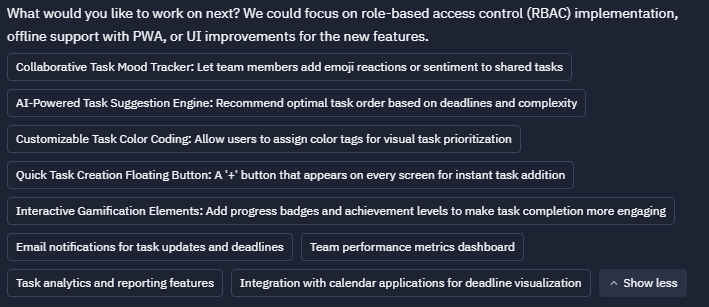 What would you like to work on next? We could focus on role-based access control (RBAC) implementation,
offline support with PWA, or UI improvements for the new features.
Collaborative Task Mood Tracker: Let team members add emoji reactions or sentiment to shared tasks
AI-Powered Task Suggestion Engine: Recommend optimal task order based on deadlines and complexity
Customizable Task Color Coding: Allow users to assign color tags for visual task prioritization
Quick Task Creation Floating Button: A '+' button that appears on every screen for instant task addition
Interactive Gamification Elements: Add progress badges and achievement levels to make task completion more engaging
Email notifications for task updates and deadlines
Team performance metrics dashboard
Task analytics and reporting features
Integration with calendar applications for deadline visualization
Show less